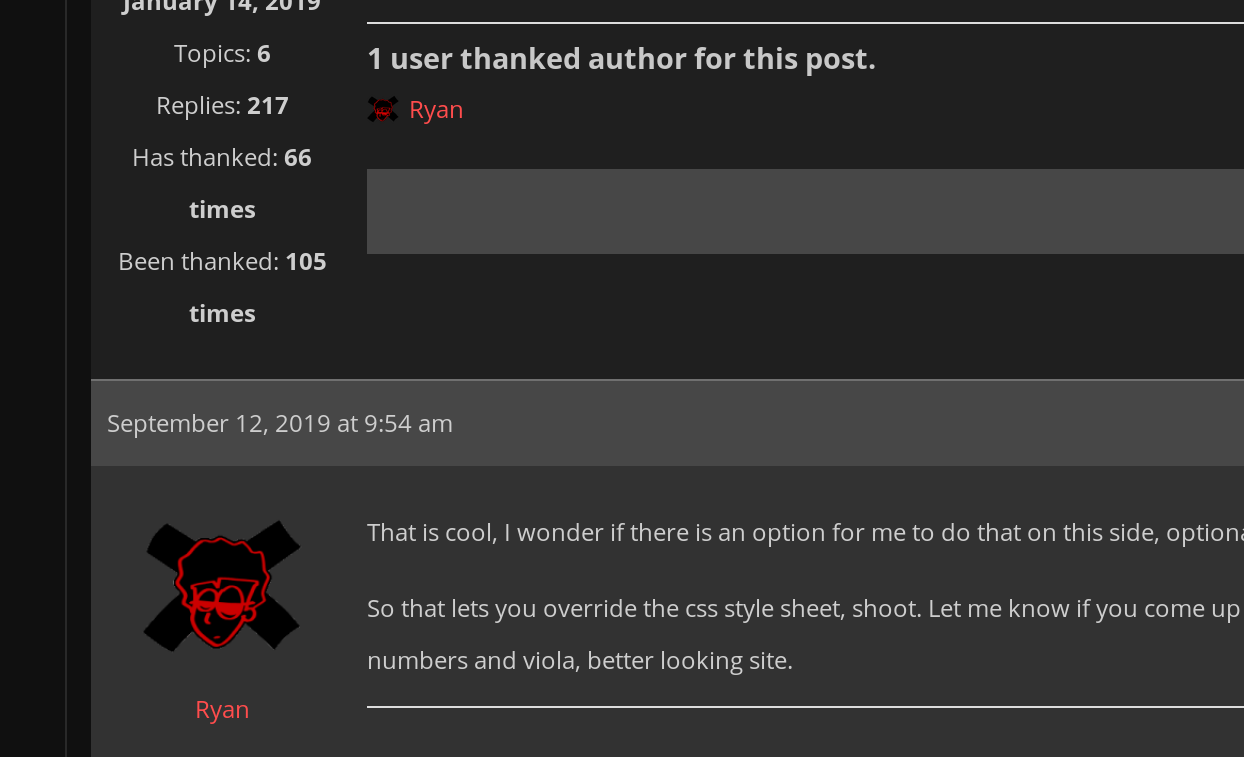 January 14, 2019
Topics: 6
Replies: 217
Has thanked: 66
times
Been thanked: 105
times
1 user thanked author for this post.
Ryan
September 12, 2019 at 9:54 am
Ryan
That is cool, I wonder if there is an option for me to do that on this side, optiona
So that lets you override the css style sheet, shoot. Let me know if you come up
numbers and viola, better looking site.